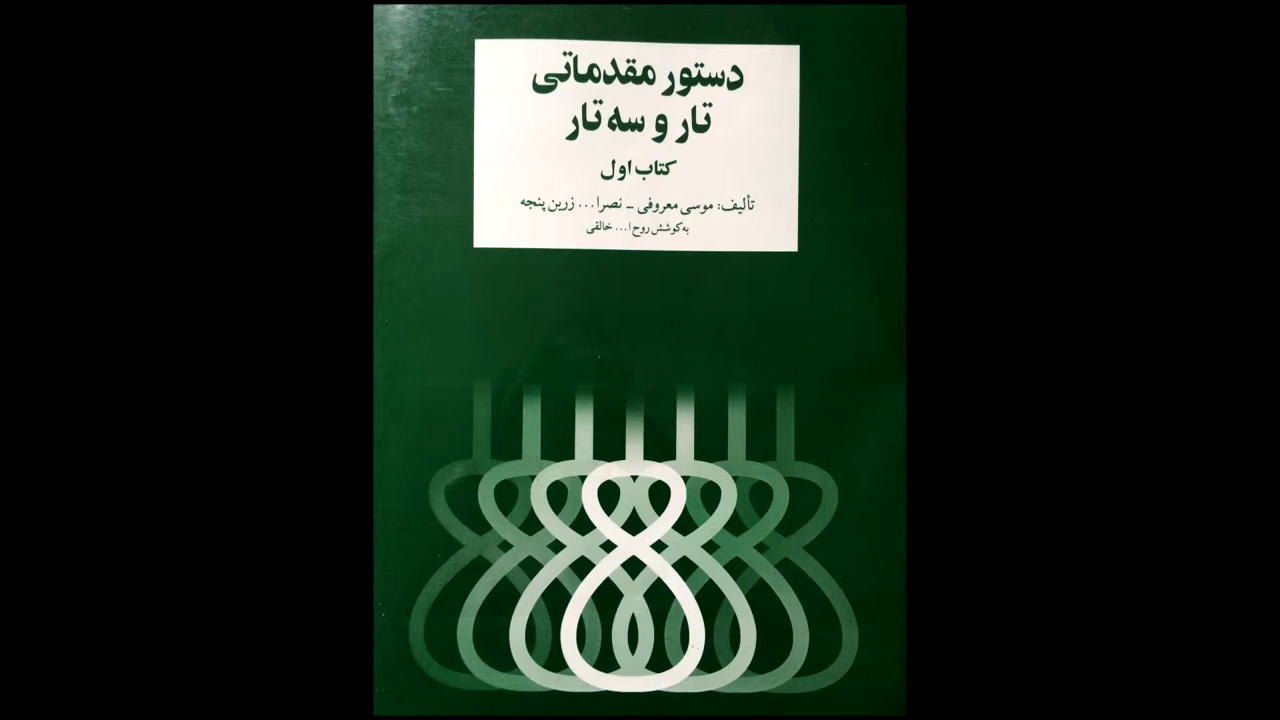 دستور مقدماتی
تار و سه تار
کتاب اول
تألیف: موسی معروفی ـ نصرا... زرین پنجه
به کوشش روح ا... خالقی